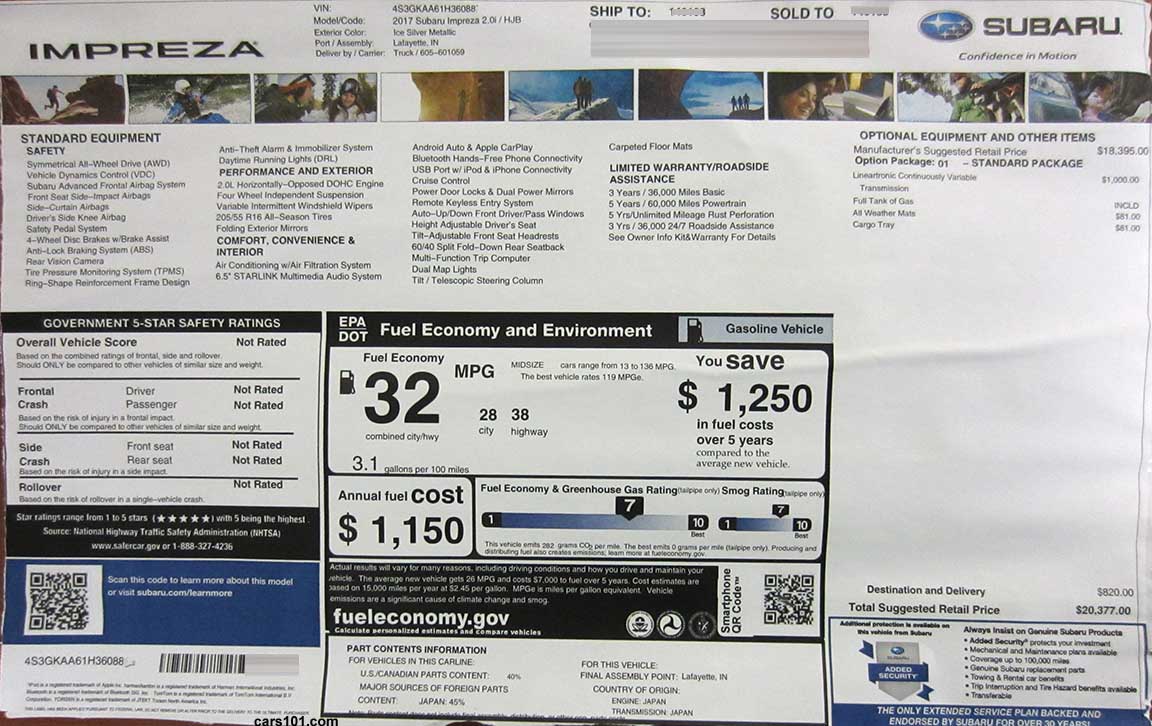 IMPREZA
VIN: 4S3GKAA61H36088
Model/Code: 2017 Subaru Impreza 2.0i / HJB
Exterior Color: Ice Silver Metallic
Port / Assembly: Lafayette, IN
Deliver by / Carrier: Truck / 605-601059
SHIP TO:
SOLD TO
SUBARU
Confidence in Motion
STANDARD EQUIPMENT
SAFETY
Symmetrical All-Wheel Drive (AWD)
Vehicle Dynamics Control (VDC)
Subaru Advanced Frontal Airbag System
Front Seat Side-Impact Airbags
Side-Curtain Airbags
Driver's Side Knee Airbag
Safety Pedal System
4-Wheel Disc Brakes w/Brake Assist
Anti-Lock Braking System (ABS)
Rear Vision Camera
Tire Pressure Monitoring System (TPMS)
Ring-Shape Reinforcement Frame Design
Anti-Theft Alarm & Immobilizer System
Daytime Running Lights (DRL)
PERFORMANCE AND EXTERIOR
2.0L Horizontally-Opposed DOHC Engine
Four Wheel Independent Suspension
Variable Intermittent Windshield Wipers
205/55 R16 All-Season Tires
Folding Exterior Mirrors
COMFORT, CONVENIENCE &
INTERIOR
Air Conditioning w/Air Filtration System
6.5" STARLINK Multimedia Audio System
Android Auto & Apple CarPlay
Bluetooth Hands-Free Phone Connectivity
USB Port w/ iPod & iPhone Connectivity
Cruise Control
Power Door Locks & Dual Power Mirrors
Remote Keyless Entry System
Auto-Up/Down Front Driver/Pass Windows
Height Adjustable Driver's Seat
Tilt-Adjustable Front Seat Headrests
60/40 Split Fold-Down Rear Seatback
Multi-Function Trip Computer
Dual Map Lights
Tilt / Telescopic Steering Column
Carpeted Floor Mats
LIMITED WARRANTY/ROADSIDE
ASSISTANCE
3 Years / 36,000 Miles Basic
5 Years / 60,000 Miles Powertrain
5 Yrs/Unlimited Mileage Rust Perforation
3 Yrs / 36,000 24/7 Roadside Assistance
See Owner Info Kit&Warranty For Details
OPTIONAL EQUIPMENT AND OTHER ITEMS
Manufacturer's Suggested Retail Price $18,395.00
Option Package: 01 - STANDARD PACKAGE
Lineartronic Continuously Variable $1,000.00
Transmission
Full Tank of Gas INCLD
All Weather Mats $81.00
Cargo Tray $81.00
Destination and Delivery $820.00
Total Suggested Retail Price $20,377.00
GOVERNMENT 5-STAR SAFETY RATINGS
Overall Vehicle Score Not Rated
Based on the combined ratings of frontal, side and rollover.
Should ONLY be compared to other vehicles of similar size and weight.
Frontal Driver Not Rated
Crash Passenger Not Rated
Based on the risk of injury in a frontal impact.
Should ONLY be compared to other vehicles of similar size and weight.
Side Front seat Not Rated
Crash Rear seat Not Rated
Based on the risk of injury in a side impact.
Rollover Not Rated
Based on the risk of rollover in a single-vehicle crash.
Star ratings range from 1 to 5 stars (★★★★★) with 5 being the highest.
Source: National Highway Traffic Safety Administration (NHTSA)
www.safercar.gov or 1-888-327-4236
Scan this code to learn more about this model
or visit subaru.com/learnmore
4S3GKAA61H36088
EPA
DOT
Fuel Economy and Environment
Gasoline Vehicle
Fuel Economy
32 MPG
combined city/hwy
28 city
38 highway
3.1 gallons per 100 miles
MIDSIZE cars range from 13 to 136 MPG.
The best vehicle rates 119 MPGe.
You save
$ 1,250
in fuel costs
over 5 years
compared to the
average new vehicle.
Annual fuel cost
$ 1,150
Fuel Economy & Greenhouse Gas Rating (tailpipe only)
1 7 10
Best
Smog Rating (tailpipe only)
1 7 10
Best
This vehicle emits 282 grams CO2 per mile. The best emits 0 grams per mile (tailpipe only). Producing and
distributing fuel also creates emissions; learn more at fueleconomy.gov.
Actual results will vary for many reasons, including driving conditions and how you drive and maintain your
vehicle. The average new vehicle gets 26 MPG and costs $7,000 to fuel over 5 years. Cost estimates are
based on 15,000 miles per year at $2.45 per gallon. MPGe is miles per gallon equivalent. Vehicle
emissions are a significant cause of climate change and smog.
fueleconomy.gov
Calculate personalized estimates and compare vehicles
Smartphone
QR Code™
PART CONTENTS INFORMATION
FOR VEHICLES IN THIS CARLINE:
U.S./CANADIAN PARTS CONTENT: 40%
MAJOR SOURCES OF FOREIGN PARTS
CONTENT: JAPAN: 45%
FOR THIS VEHICLE:
FINAL ASSEMBLY POINT: Lafayette, IN
COUNTRY OF ORIGIN:
ENGINE: JAPAN
TRANSMISSION: JAPAN
Additional protection is available on
this vehicle from Subaru
SUBARU
ADDED
SECURITY
Always Insist on Genuine Subaru Products
• Added Security® protects your investment
• Mechanical and Maintenance plans available
• Coverage up to 100,000 miles
• Genuine Subaru replacement parts
• Towing & Rental car benefits
• Trip Interruption and Tire Hazard benefits available
• Transferable
THE ONLY EXTENDED SERVICE PLAN BACKED AND
ENDORSED BY SUBARU FOR OVER 30 YEARS!
cars101.com